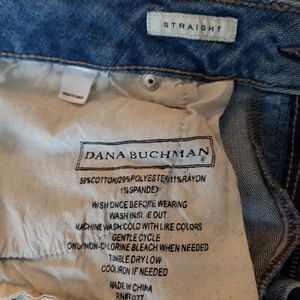 STRAIGHT
DANA BUCHMAN
59%COTTON/29%POLYESTER/11%RAYON
1%SPANDEX
WISH ONCE BEFORE WEARING
WASH INSIDE OUT
MACHINE WASH COLD WITH LIKE COLORS
GENTLE CYCLE
ONLY NON-CHLORINE BLEACH WHEN NEEDED
TUMBLE DRY LOW
COOL IRON IF NEEDED
MADE IN CHINA